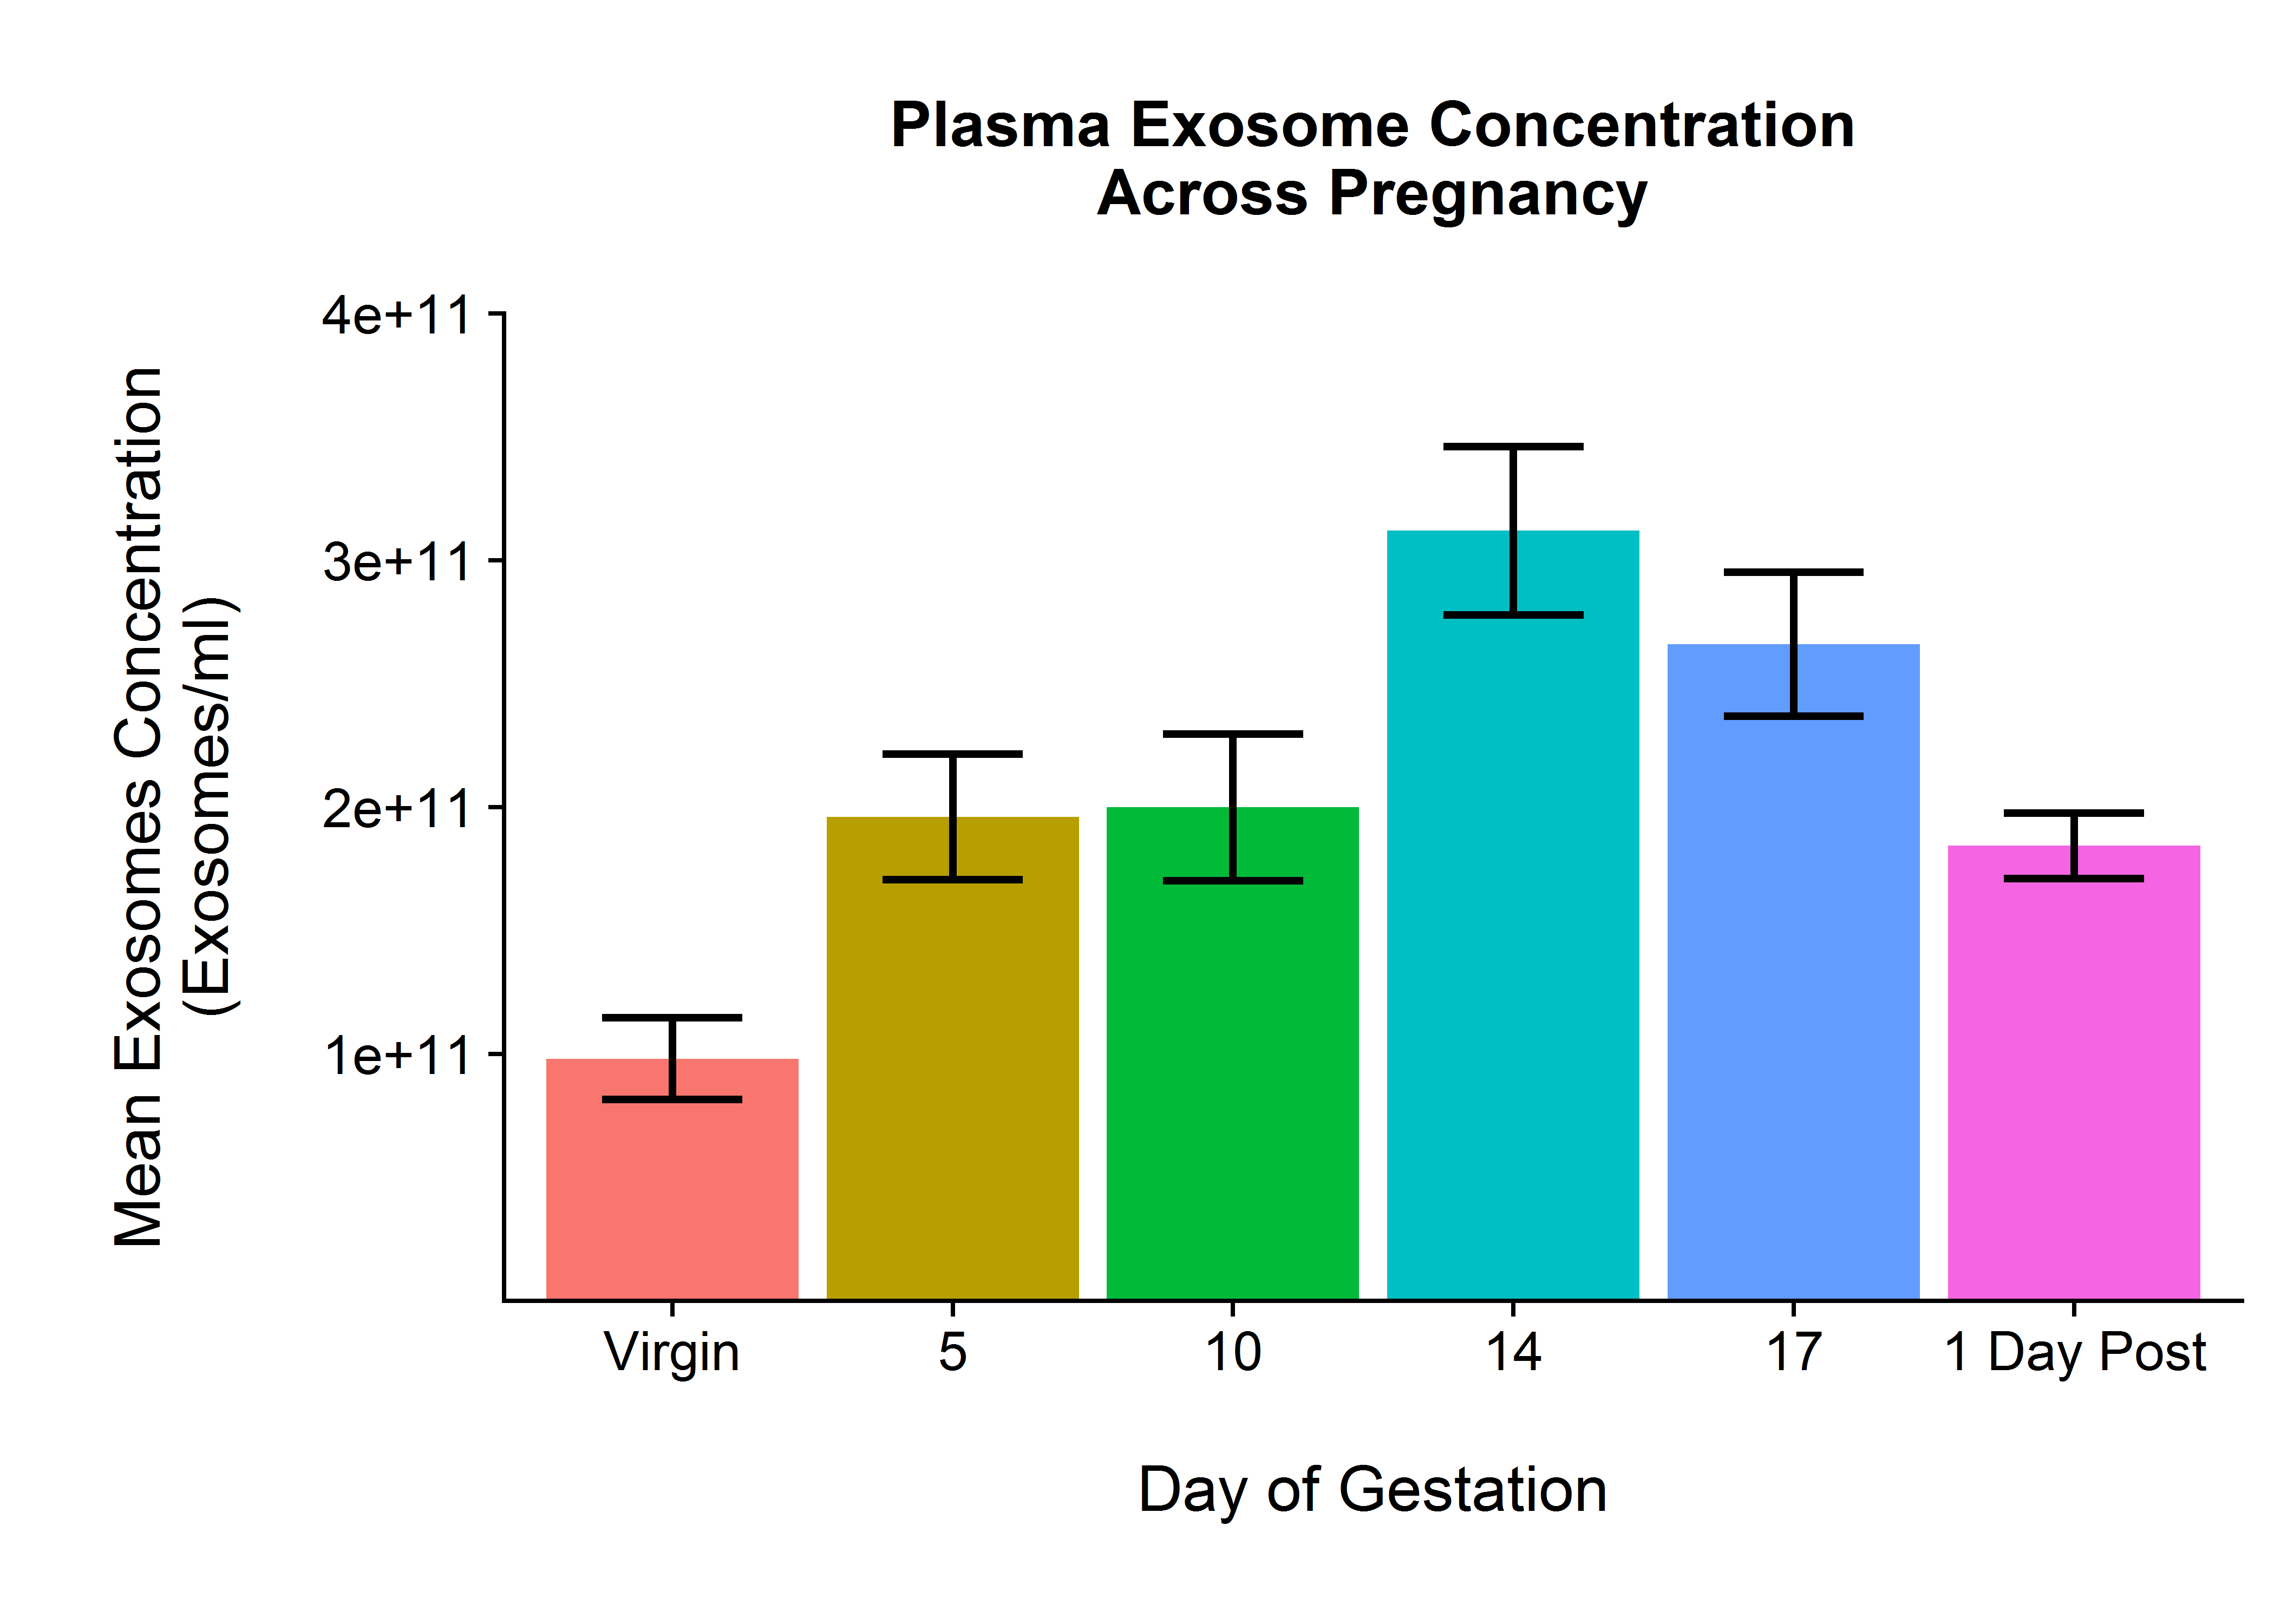 Plasma Exosome Concentration
Across Pregnancy
Mean Exosomes Concentration
(Exosomes/ml)
4e+11
3e+11
2e+11
1e+11
Virgin
5
10
14
17
1 Day Post
Day of Gestation